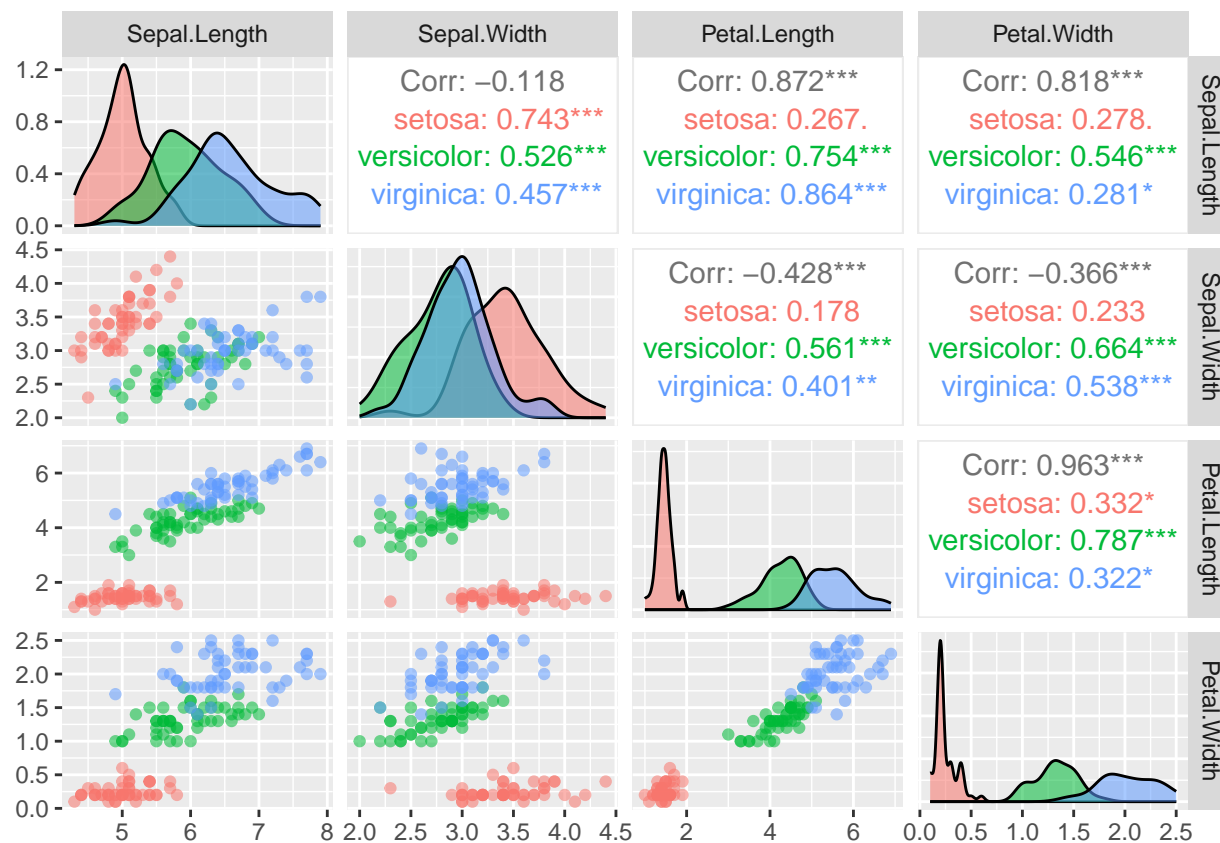 Sepal.Length
Sepal.Width
Petal.Length
Petal.Width
1.2
0.8
0.4
0.0
Corr: −0.118
setosa: 0.743***
versicolor: 0.526***
virginica: 0.457***
Corr: 0.872***
setosa: 0.267.
versicolor: 0.754***
virginica: 0.864***
Corr: 0.818***
setosa: 0.278.
versicolor: 0.546***
virginica: 0.281*
Sepal.Length
4.5
4.0
3.5
3.0
2.5
2.0
Corr: −0.428***
setosa: 0.178
versicolor: 0.561***
virginica: 0.401**
Corr: −0.366***
setosa: 0.233
versicolor: 0.664***
virginica: 0.538***
Sepal.Width
6
4
2
Corr: 0.963***
setosa: 0.332*
versicolor: 0.787***
virginica: 0.322*
Petal.Length
2.5
2.0
1.5
1.0
0.5
0.0
Petal.Width
5 6 7 8
2.0 2.5 3.0 3.5 4.0 4.5
2 4 6
0.0 0.5 1.0 1.5 2.0 2.5